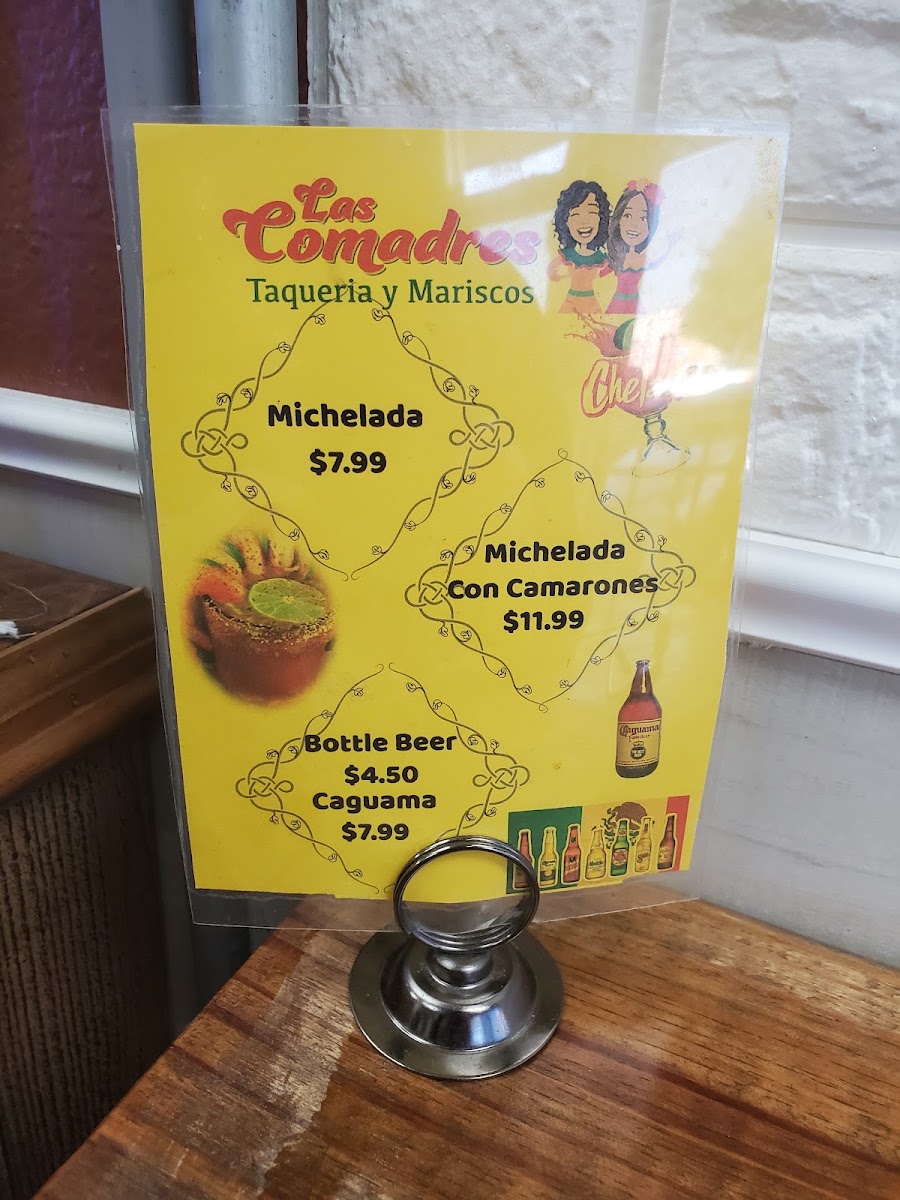 Las
Comadres
Taqueria y Mariscos
Michelada
$7.99
Michelada
Con Camarones
$11.99
Bottle Beer
$4.50
Caguama
$7.99
Caguama